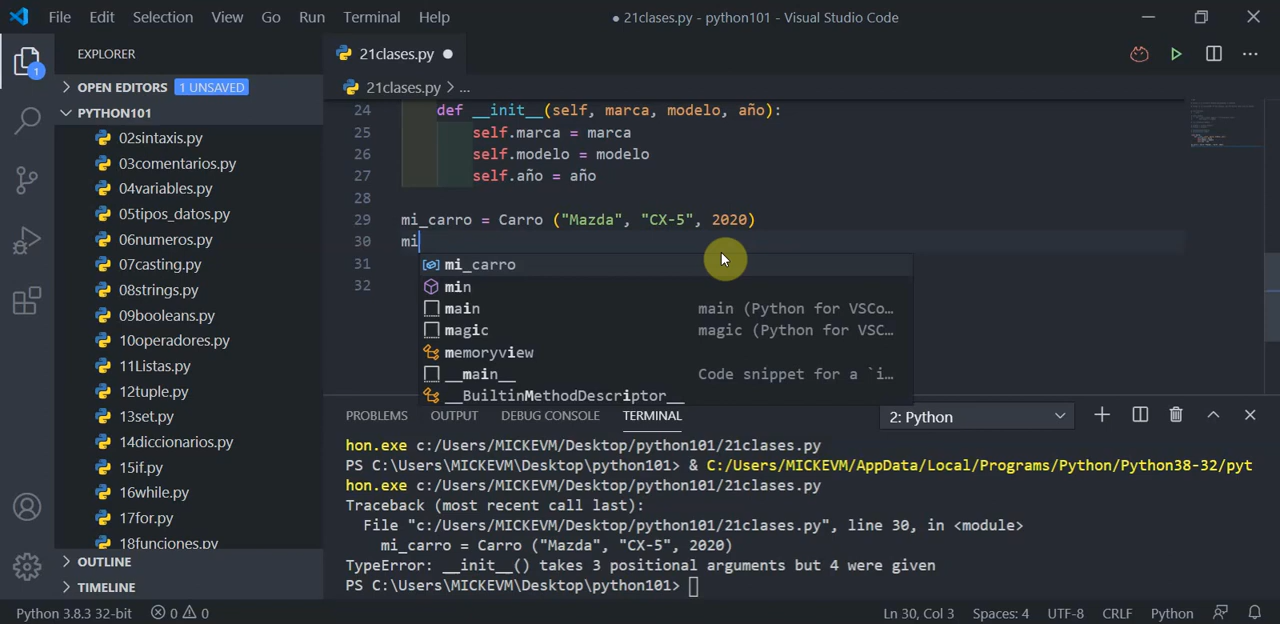 File Edit Selection View Go Run Terminal Help
● 21clases.py - python101 - Visual Studio Code
EXPLORER
21clases.py ●
1
OPEN EDITORS 1 UNSAVED
PYTHON101
02sintaxis.py
03comentarios.py
04variables.py
05tipos_datos.py
06numeros.py
07casting.py
08strings.py
09booleans.py
10operadores.py
11Listas.py
12tuple.py
13set.py
14diccionarios.py
15if.py
16while.py
17for.py
18funciones.py
OUTLINE
TIMELINE
21clases.py > ...
24 def __init__(self, marca, modelo, año):
25 self.marca = marca
26 self.modelo = modelo
27 self.año = año
28
29 mi_carro = Carro ("Mazda", "CX-5", 2020)
30 mi
31
32
mi_carro
min
main main (Python for VSCo…
magic magic (Python for VSC…
memoryview
__main__ Code snippet for a `i…
__BuiltinMethodDescriptor__
PROBLEMS OUTPUT DEBUG CONSOLE TERMINAL 2: Python
hon.exe c:/Users/MICKEVM/Desktop/python101/21clases.py
PS C:\Users\MICKEVM\Desktop\python101> & C:/Users/MICKEVM/AppData/Local/Programs/Python/Python38-32/pyt
hon.exe c:/Users/MICKEVM/Desktop/python101/21clases.py
Traceback (most recent call last):
File "c:/Users/MICKEVM/Desktop/python101/21clases.py", line 30, in <module>
mi_carro = Carro ("Mazda", "CX-5", 2020)
TypeError: __init__() takes 3 positional arguments but 4 were given
PS C:\Users\MICKEVM\Desktop\python101>
Python 3.8.3 32-bit 0 0 Ln 30, Col 3 Spaces: 4 UTF-8 CRLF Python